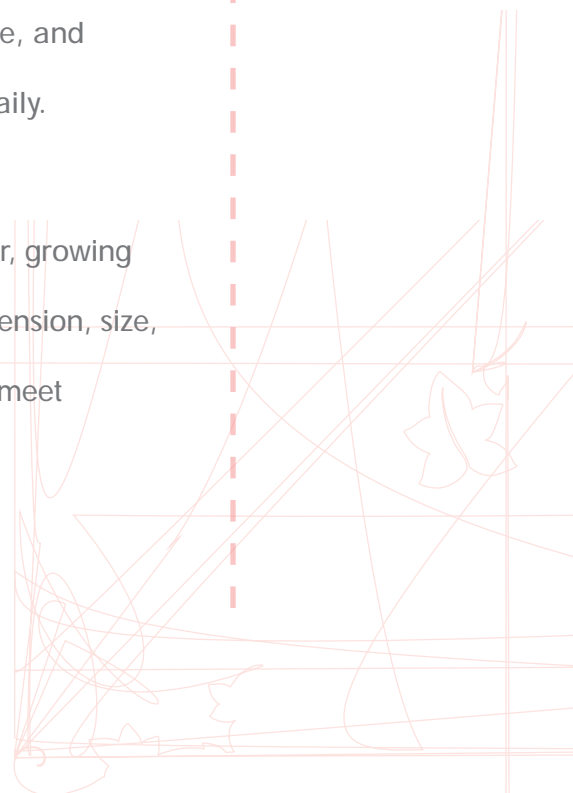 e, and
aily.
r, growing
ension, size,
meet